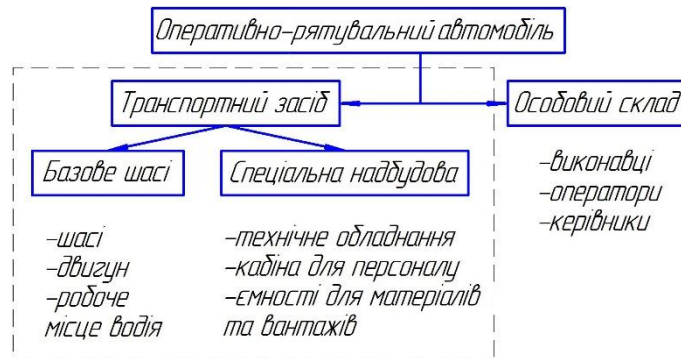 Оперативно-рятувальний автомобіль
Транспортний засіб
Особовий склад
Базове шасі
Спеціальна надбудова
-виконавці
-оператори
-керівники
-шасі
-двигун
-робоче
місце водія
-технічне обладнання
-кабіна для персоналу
-ємності для матеріалів
та вантажів